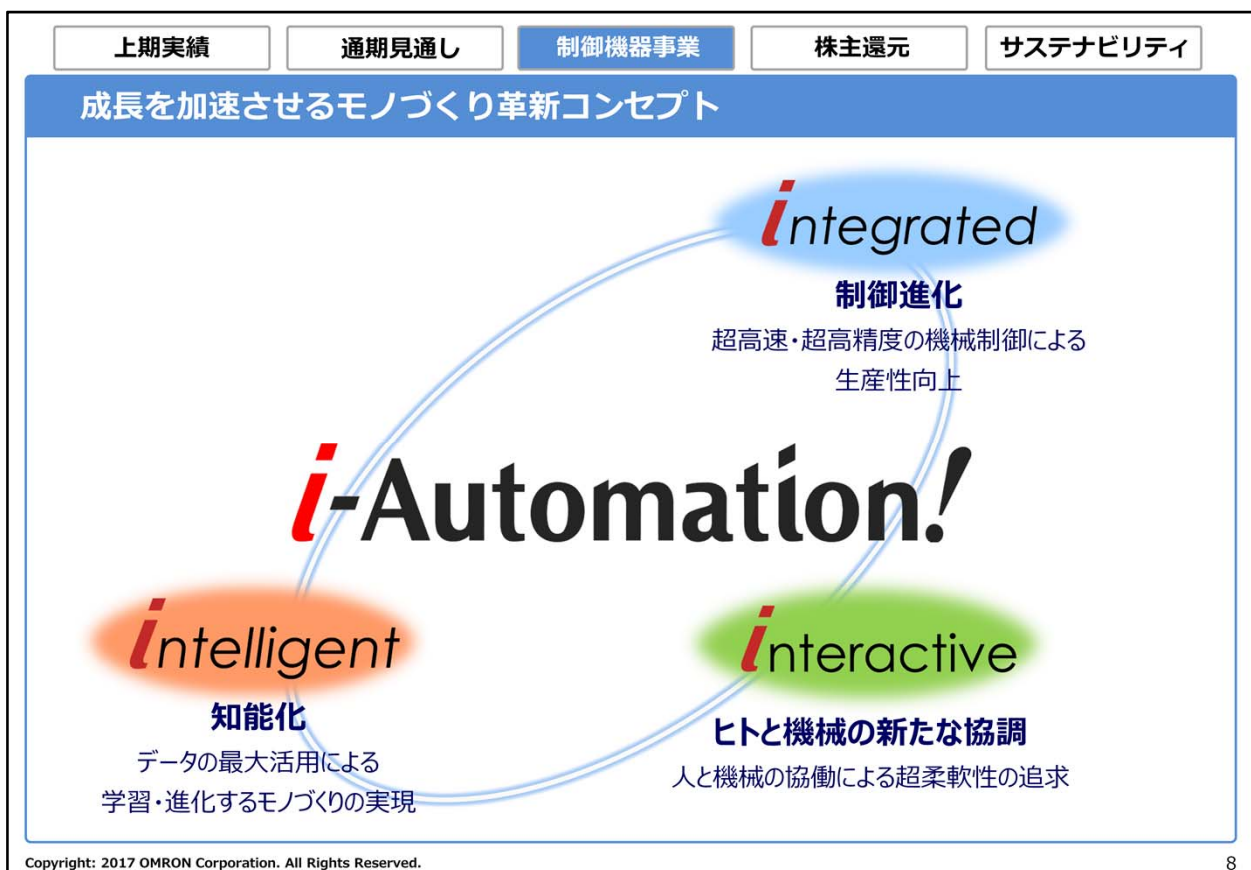 上期実績
通期見通し
制御機器事業
株主還元
サステナビリティ
成長を加速させるモノづくり革新コンセプト
integrated
制御進化
超高速・超高精度の機械制御による
生産性向上
i-Automation!
intelligent
知能化
データの最大活用による
学習・進化するモノづくりの実現
interactive
ヒトと機械の新たな協調
人と機械の協働による超柔軟性の追求
Copyright: 2017 OMRON Corporation. All Rights Reserved.
8